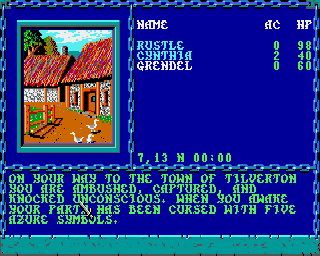 NAME AC HP
RUSTLE 0 98
CYNTHIA 2 40
GRENDEL 0 60
7,13 N 00:00
ON YOUR WAY TO THE TOWN OF TILVERTON
YOU ARE AMBUSHED, CAPTURED, AND
KNOCKED UNCONSCIOUS. WHEN YOU AWAKE
YOUR PARTY HAS BEEN CURSED WITH FIVE
AZURE SYMBOLS.